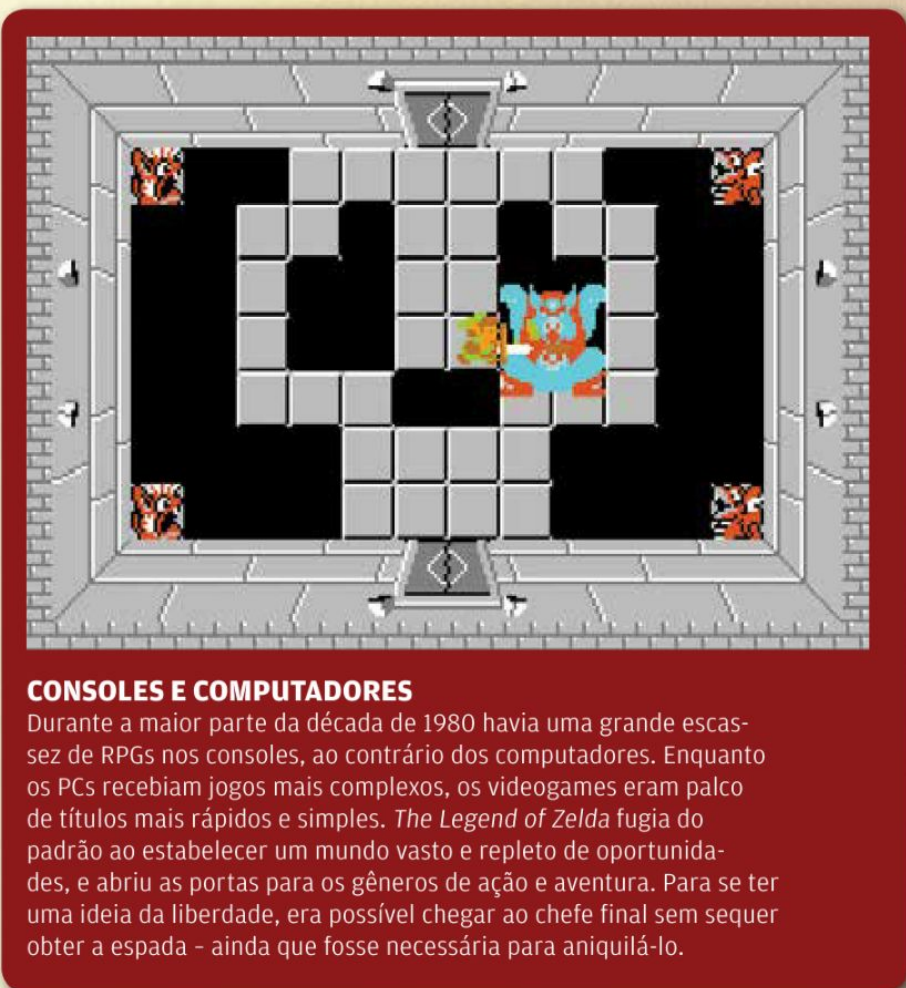 CONSOLES E COMPUTADORES
Durante a maior parte da década de 1980 havia uma grande escas-
sez de RPGs nos consoles, ao contrário dos computadores. Enquanto
os PCs recebiam jogos mais complexos, os videogames eram palco
de títulos mais rápidos e simples. The Legend of Zelda fugia do
padrão ao estabelecer um mundo vasto e repleto de oportunida-
des, e abriu as portas para os gêneros de ação e aventura. Para se ter
uma ideia da liberdade, era possível chegar ao chefe final sem sequer
obter a espada – ainda que fosse necessária para aniquilá-lo.